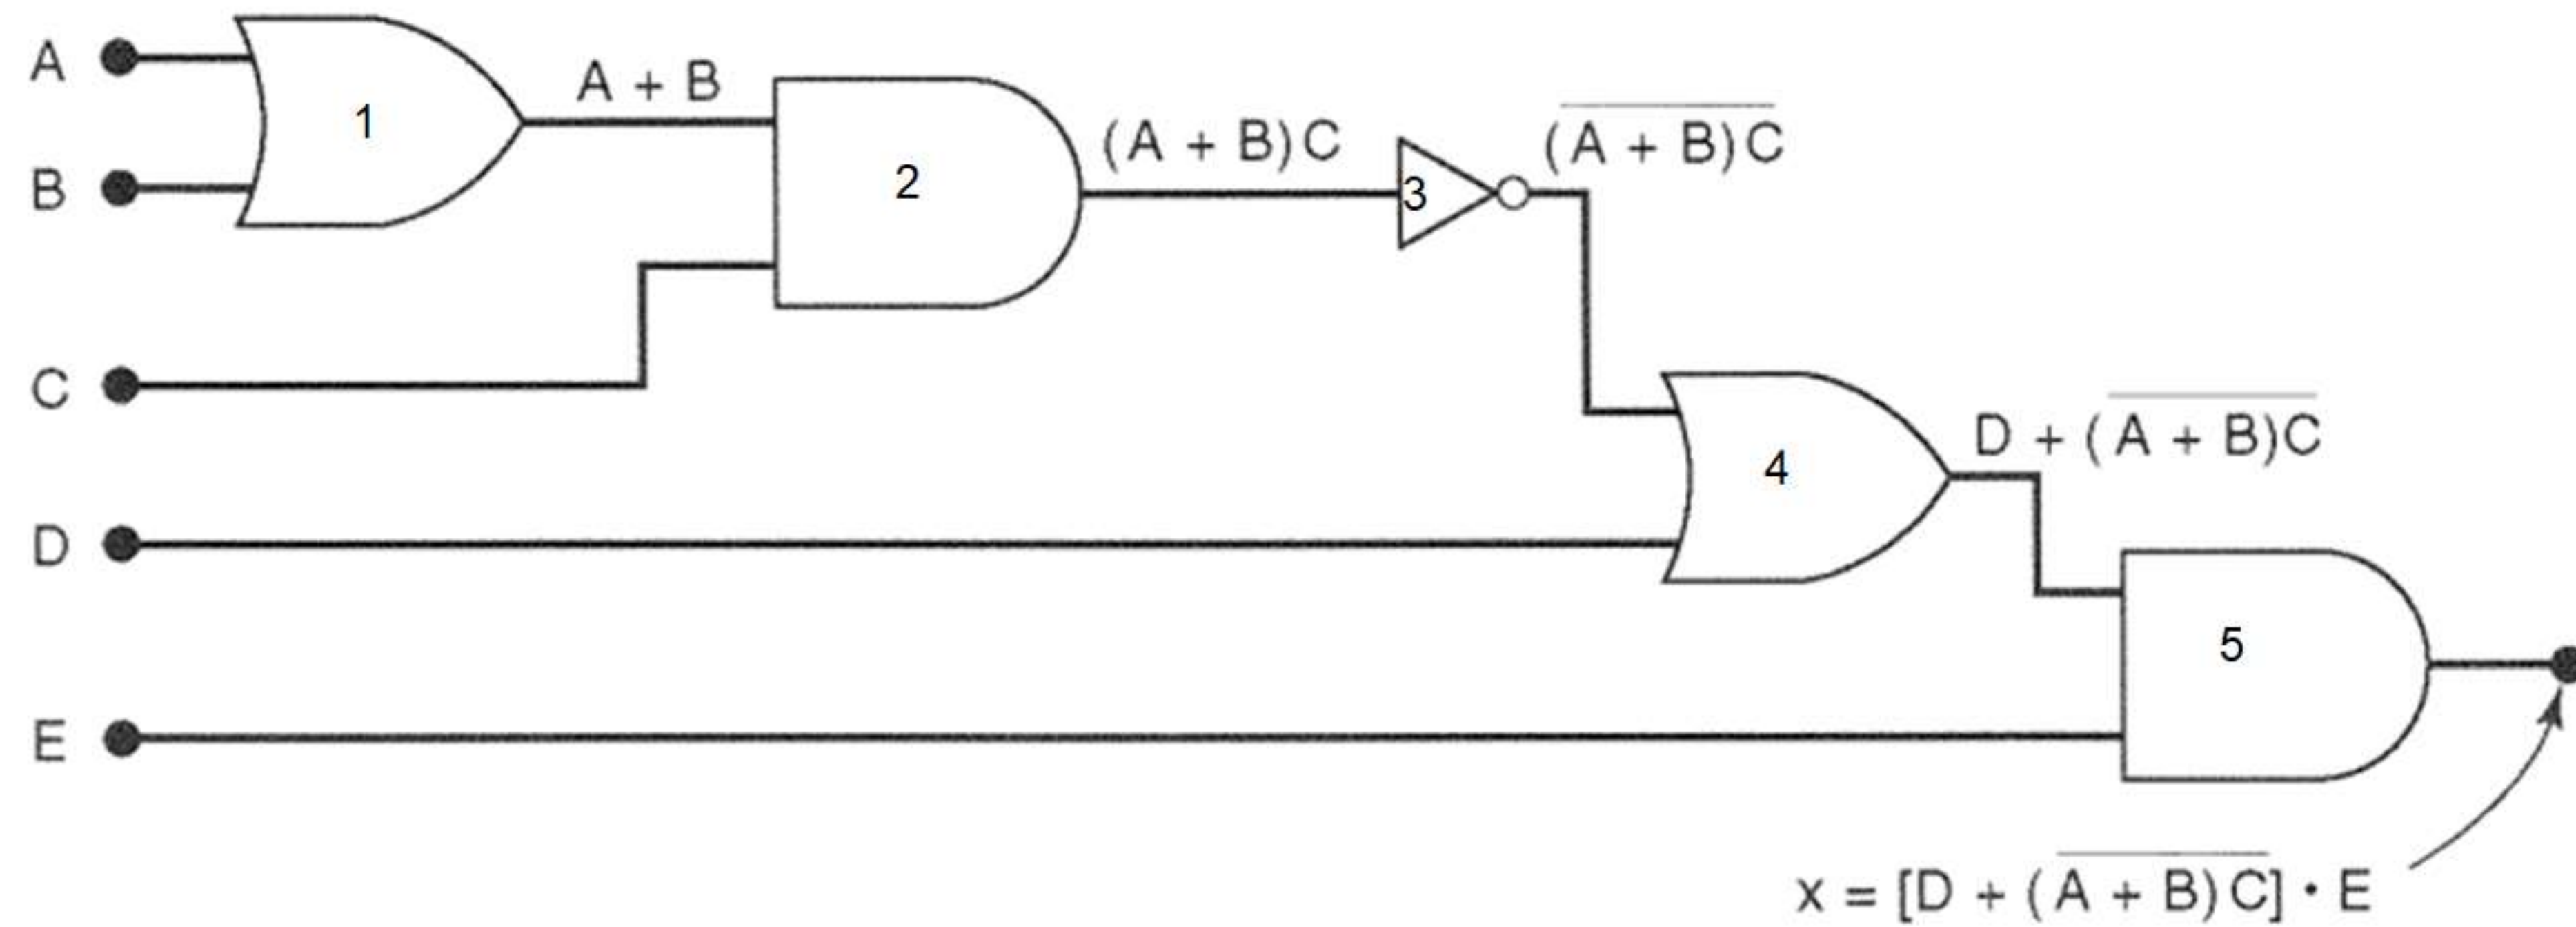 A
B
C
D
E
1
A + B
2
(A + B)C
3
(A̅ ̅+̅ ̅B̅)̅C̅
4
D + (A̅ ̅+̅ ̅B̅)̅C̅
5
x = [D + (A̅ ̅+̅ ̅B̅)̅C̅] • E